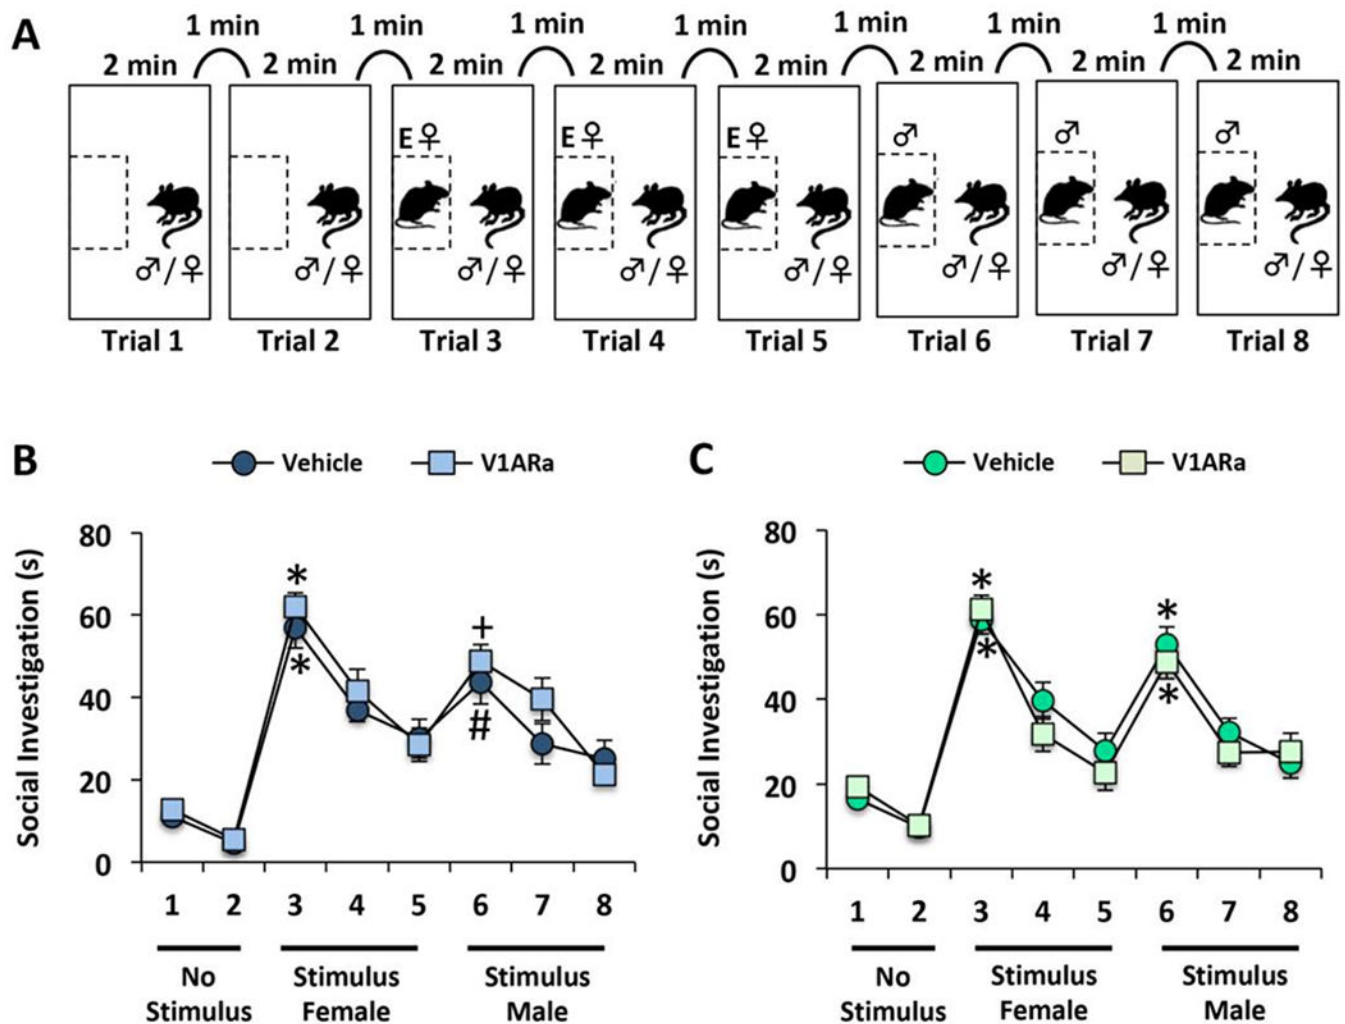 A
1 min 1 min 1 min 1 min 1 min 1 min 1 min
2 min 2 min 2 min 2 min 2 min 2 min 2 min 2 min
E♀ E♀ E♀ ♂ ♂ ♂
♂/♀ ♂/♀ ♂/♀ ♂/♀ ♂/♀ ♂/♀ ♂/♀ ♂/♀
Trial 1 Trial 2 Trial 3 Trial 4 Trial 5 Trial 6 Trial 7 Trial 8
B
Vehicle V1ARa
Social Investigation (s)
80
60
40
20
0
*
*
+
#
1 2 3 4 5 6 7 8
No Stimulus Stimulus
Stimulus Female Male
C
Vehicle V1ARa
Social Investigation (s)
80
60
40
20
0
*
*
*
*
1 2 3 4 5 6 7 8
No Stimulus Stimulus
Stimulus Female Male